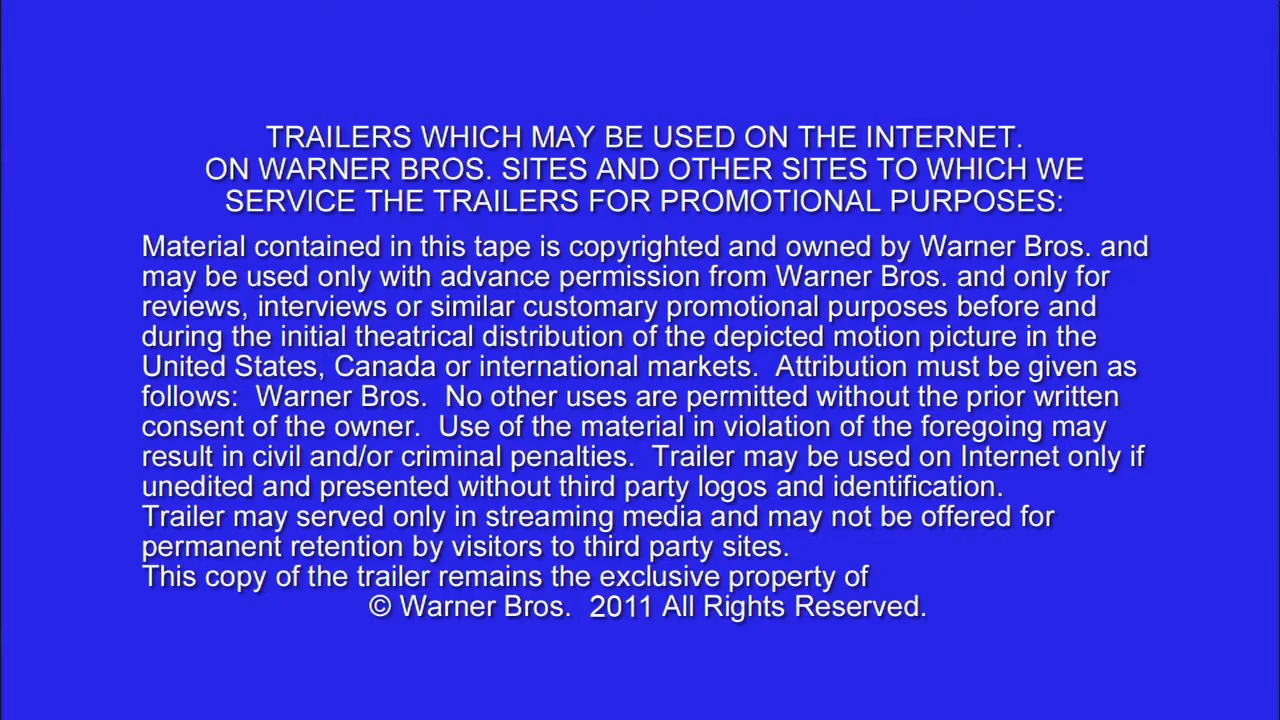 TRAILERS WHICH MAY BE USED ON THE INTERNET.
ON WARNER BROS. SITES AND OTHER SITES TO WHICH WE
SERVICE THE TRAILERS FOR PROMOTIONAL PURPOSES:
Material contained in this tape is copyrighted and owned by Warner Bros. and
may be used only with advance permission from Warner Bros. and only for
reviews, interviews or similar customary promotional purposes before and
during the initial theatrical distribution of the depicted motion picture in the
United States, Canada or international markets.  Attribution must be given as
follows:  Warner Bros.  No other uses are permitted without the prior written
consent of the owner.  Use of the material in violation of the foregoing may
result in civil and/or criminal penalties.  Trailer may be used on Internet only if
unedited and presented without third party logos and identification.
Trailer may served only in streaming media and may not be offered for
permanent retention by visitors to third party sites.
This copy of the trailer remains the exclusive property of
© Warner Bros.  2011 All Rights Reserved.